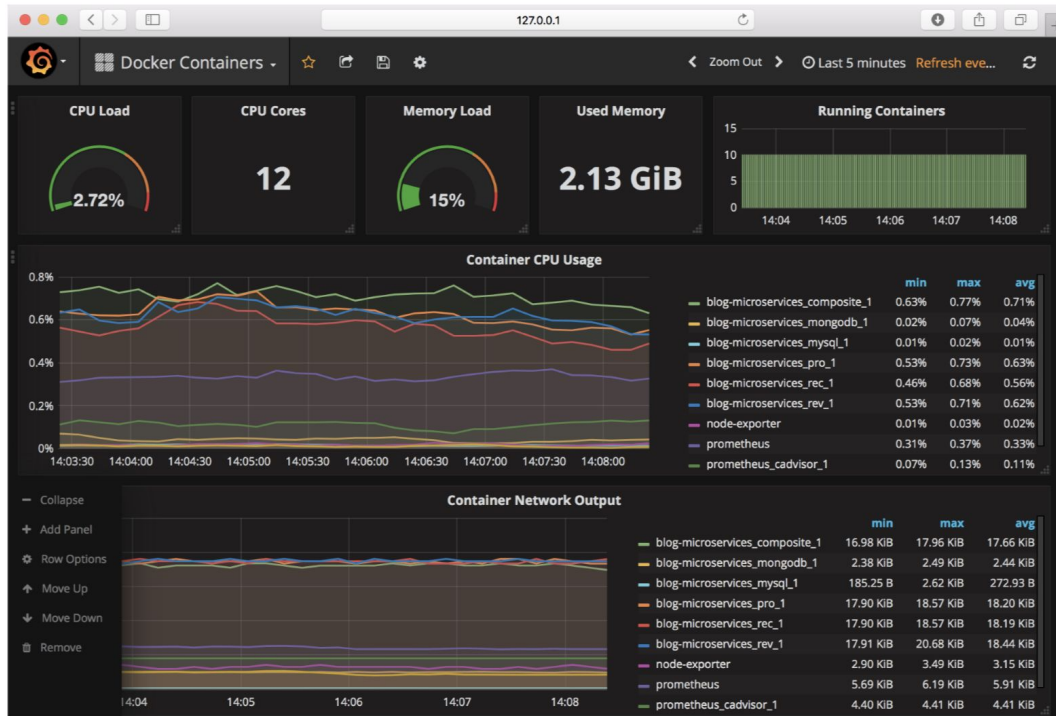 127.0.0.1
Docker Containers
Zoom Out
Last 5 minutes
Refresh eve...
CPU Load
CPU Cores
Memory Load
Used Memory
Running Containers
2.72%
12
15%
2.13 GiB
15
10
5
0
14:04 14:05 14:06 14:07 14:08
Container CPU Usage
0.8%
0.6%
0.4%
0.2%
0%
14:03:30 14:04:00 14:04:30 14:05:00 14:05:30 14:06:00 14:06:30 14:07:00 14:07:30 14:08:00
min max avg
blog-microservices_composite_1 0.63% 0.77% 0.71%
blog-microservices_mongodb_1 0.02% 0.07% 0.04%
blog-microservices_mysql_1 0.01% 0.02% 0.01%
blog-microservices_pro_1 0.53% 0.73% 0.63%
blog-microservices_rec_1 0.46% 0.68% 0.56%
blog-microservices_rev_1 0.53% 0.71% 0.62%
node-exporter 0.01% 0.03% 0.02%
prometheus 0.31% 0.37% 0.33%
prometheus_cadvisor_1 0.07% 0.13% 0.11%
Collapse
Add Panel
Row Options
Move Up
Move Down
Remove
Container Network Output
14:04 14:05 14:06 14:07 14:08
min max avg
blog-microservices_composite_1 16.98 KiB 17.96 KiB 17.66 KiB
blog-microservices_mongodb_1 2.38 KiB 2.49 KiB 2.44 KiB
blog-microservices_mysql_1 185.25 B 2.62 KiB 272.93 B
blog-microservices_pro_1 17.90 KiB 18.57 KiB 18.20 KiB
blog-microservices_rec_1 17.90 KiB 18.57 KiB 18.19 KiB
blog-microservices_rev_1 17.91 KiB 20.68 KiB 18.44 KiB
node-exporter 2.90 KiB 3.49 KiB 3.15 KiB
prometheus 5.69 KiB 6.19 KiB 5.91 KiB
prometheus_cadvisor_1 4.40 KiB 4.41 KiB 4.41 KiB